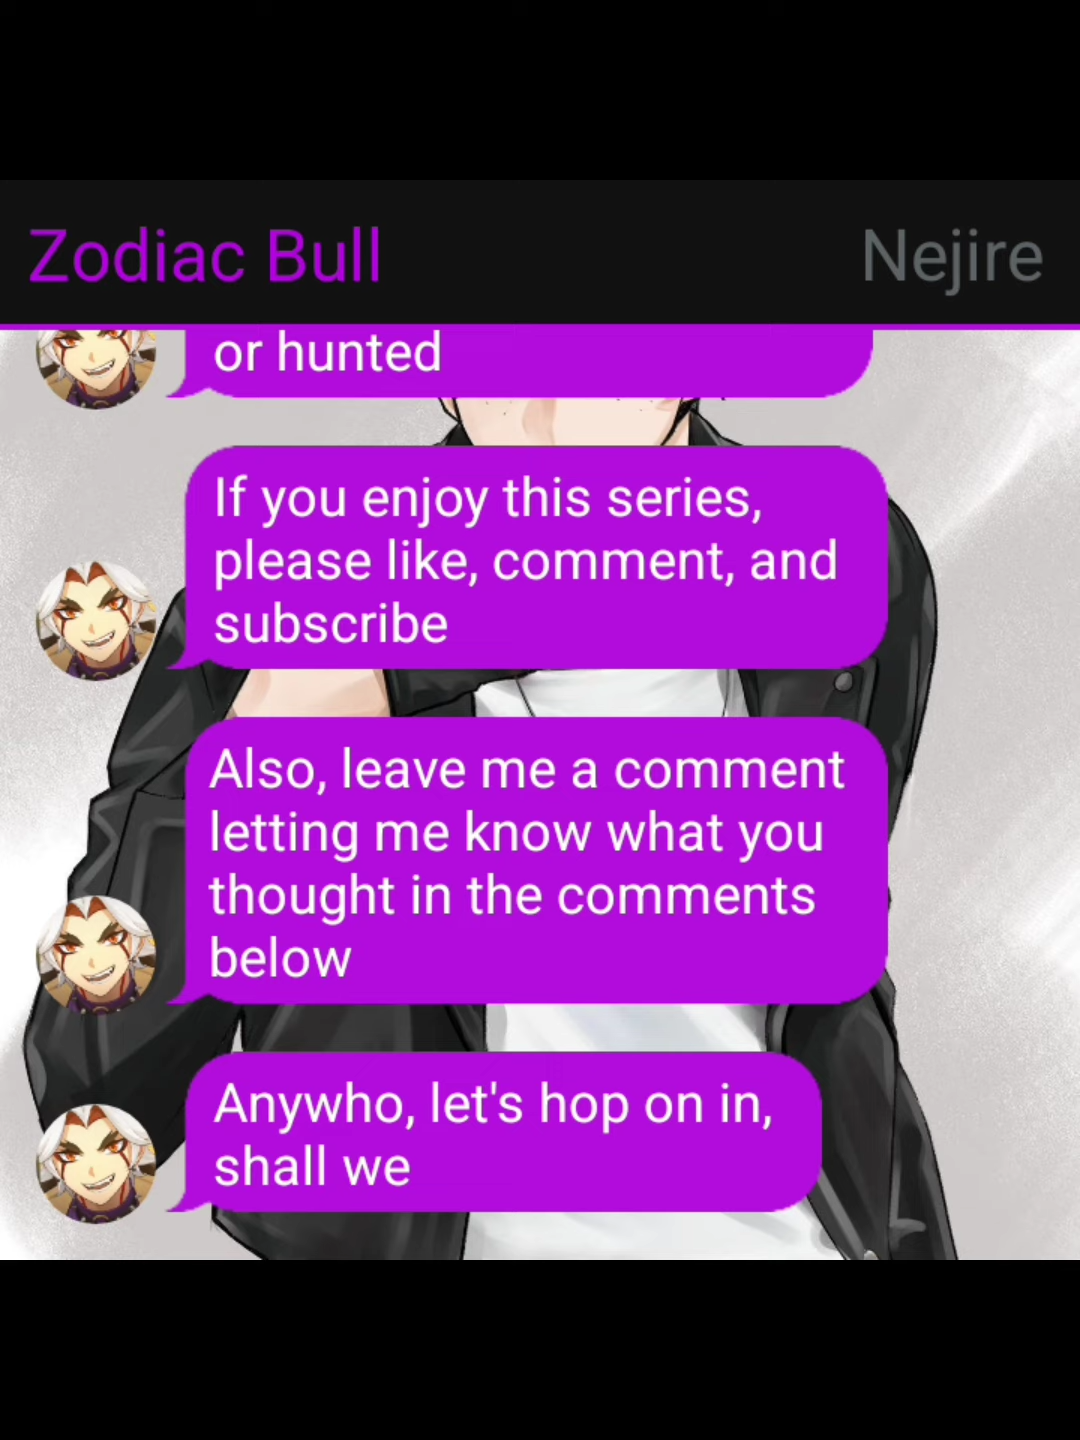 Zodiac Bull
Nejire
or hunted
If you enjoy this series,
please like, comment, and
subscribe
Also, leave me a comment
letting me know what you
thought in the comments
below
Anywho, let's hop on in,
shall we